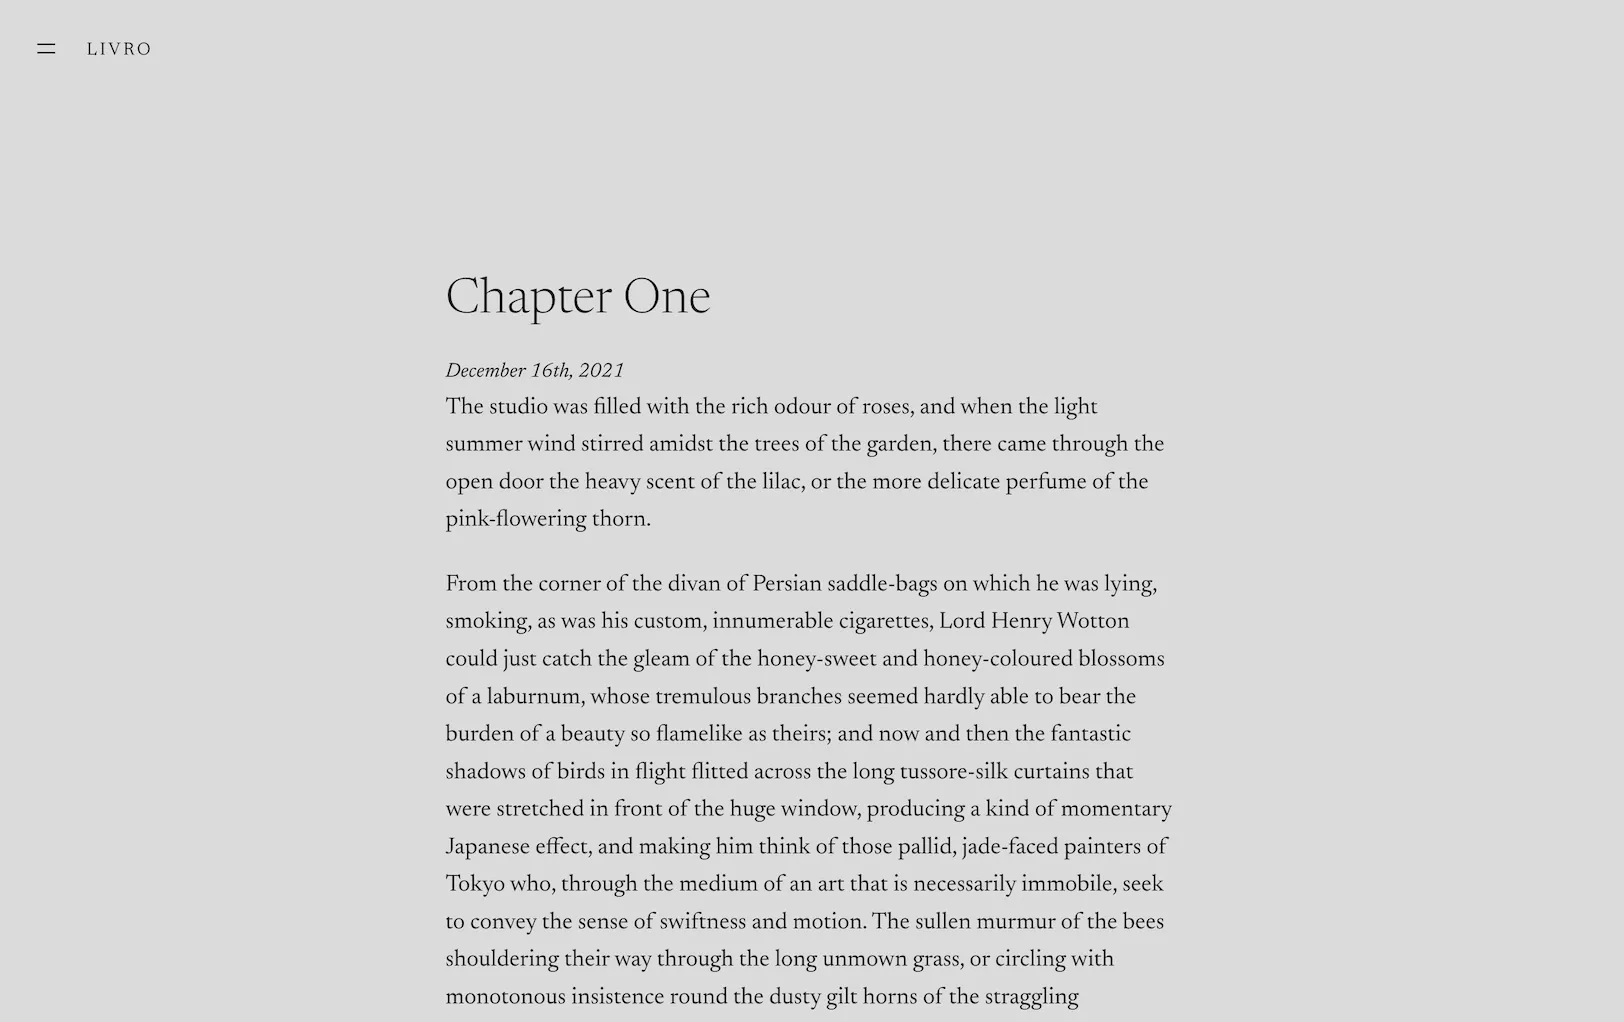 LIVRO
Chapter One
December 16th, 2021
The studio was filled with the rich odour of roses, and when the light
summer wind stirred amidst the trees of the garden, there came through the
open door the heavy scent of the lilac, or the more delicate perfume of the
pink-flowering thorn.
From the corner of the divan of Persian saddle-bags on which he was lying,
smoking, as was his custom, innumerable cigarettes, Lord Henry Wotton
could just catch the gleam of the honey-sweet and honey-coloured blossoms
of a laburnum, whose tremulous branches seemed hardly able to bear the
burden of a beauty so flamelike as theirs; and now and then the fantastic
shadows of birds in flight flitted across the long tussore-silk curtains that
were stretched in front of the huge window, producing a kind of momentary
Japanese effect, and making him think of those pallid, jade-faced painters of
Tokyo who, through the medium of an art that is necessarily immobile, seek
to convey the sense of swiftness and motion. The sullen murmur of the bees
shouldering their way through the long unmown grass, or circling with
monotonous insistence round the dusty gilt horns of the straggling